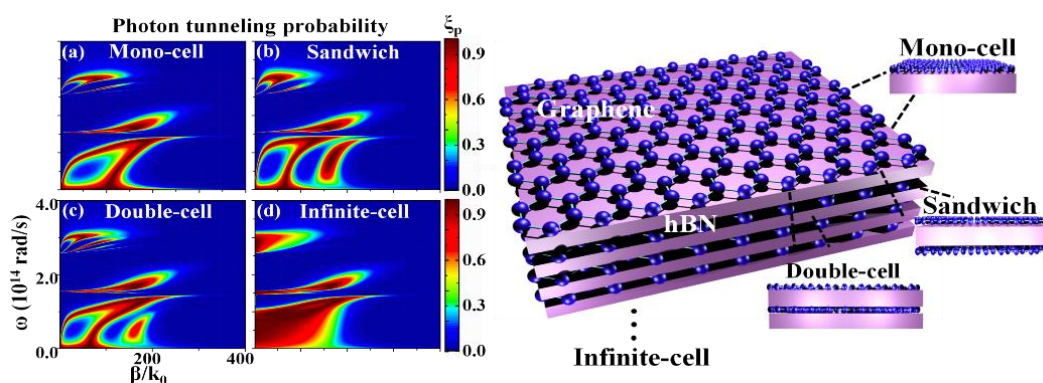 Photon tunneling probability
ξp
(a) Mono-cell
(b) Sandwich
0.9
0.6
0.3
0.0
4.0
(c) Double-cell
(d) Infinite-cell
0.9
0.6
0.3
0.0
2.0
0.0
ω (10¹⁴ rad/s)
0
200
400
β/k₀
Graphene
hBN
Mono-cell
Sandwich
Double-cell
Infinite-cell